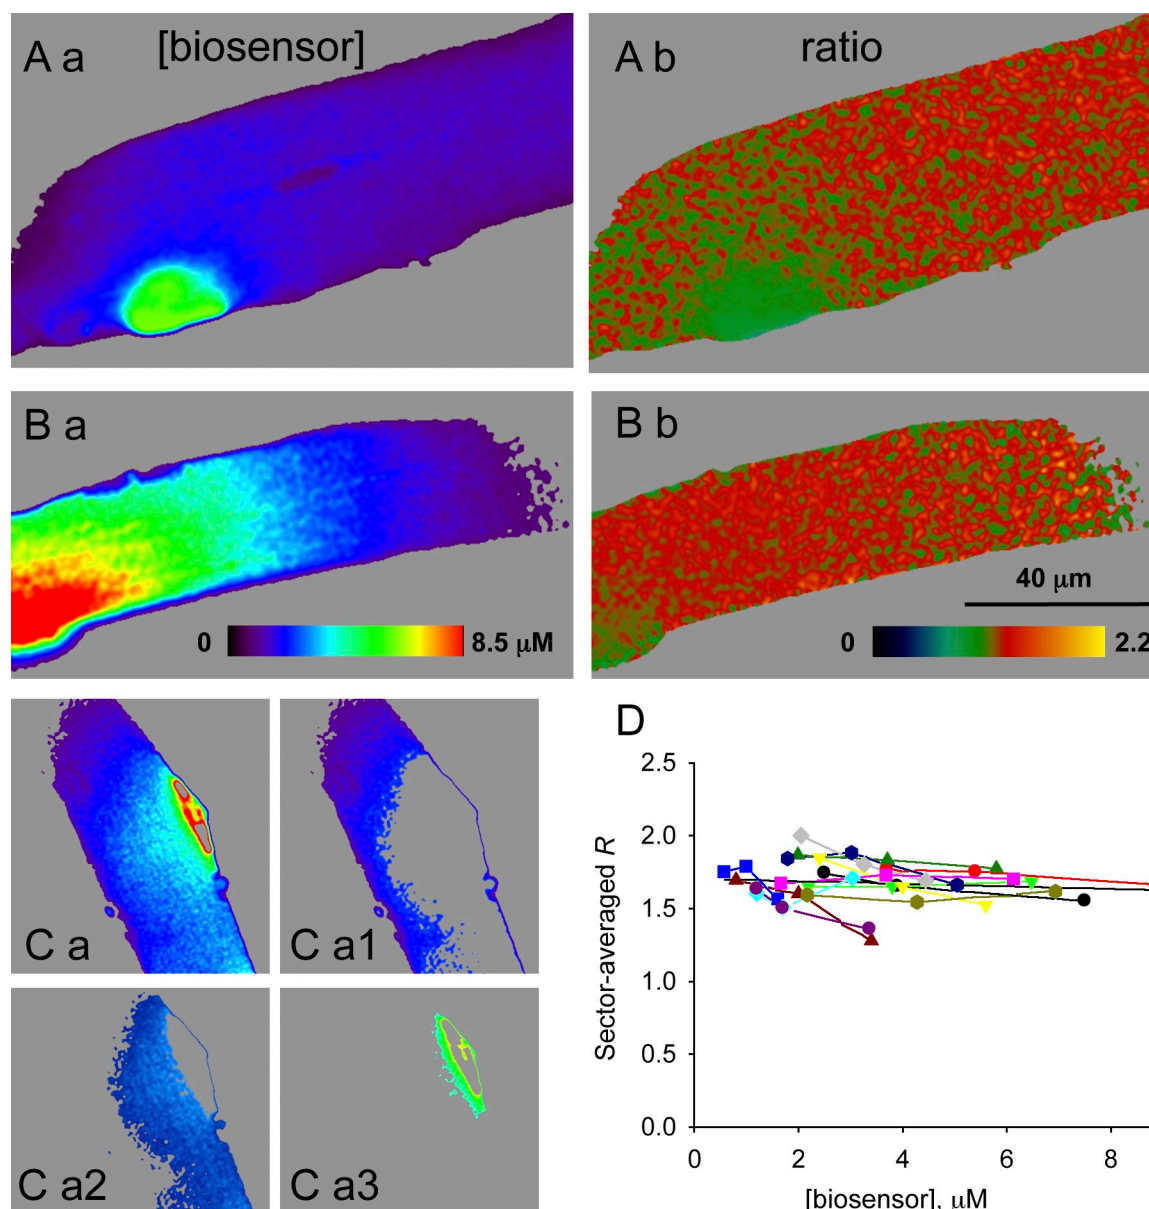 A a [biosensor]
A b ratio
B a
B b
40 μm
0 8.5 μM
0 2.2
C a
C a1
C a2
C a3
D
2.5
2.0
1.5
1.0
0.5
0.0
Sector-averaged R
0 2 4 6 8
[biosensor], μM